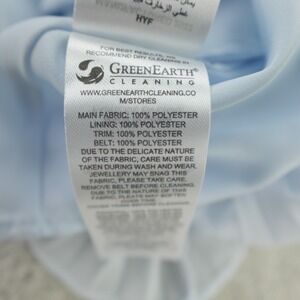 HYF
FOR BEST RESULTS, WE
RECOMMEND DRY CLEANING IN
GREENEARTH®
CLEANING
WWW.GREENEARTHCLEANING.CO
M/STORES
MAIN FABRIC: 100% POLYESTER
LINING: 100% POLYESTER
TRIM: 100% POLYESTER
BELT: 100% POLYESTER
DUE TO THE DELICATE NATURE
OF THE FABRIC, CARE MUST BE
TAKEN DURING WASH AND WEAR.
JEWELLERY MAY SNAG THIS
FABRIC, PLEASE TAKE CARE.
REMOVE BELT BEFORE CLEANING.
DUE TO THE NATURE OF THIS
FABRIC, PLEATS MAY SOFTEN
OVER TIME